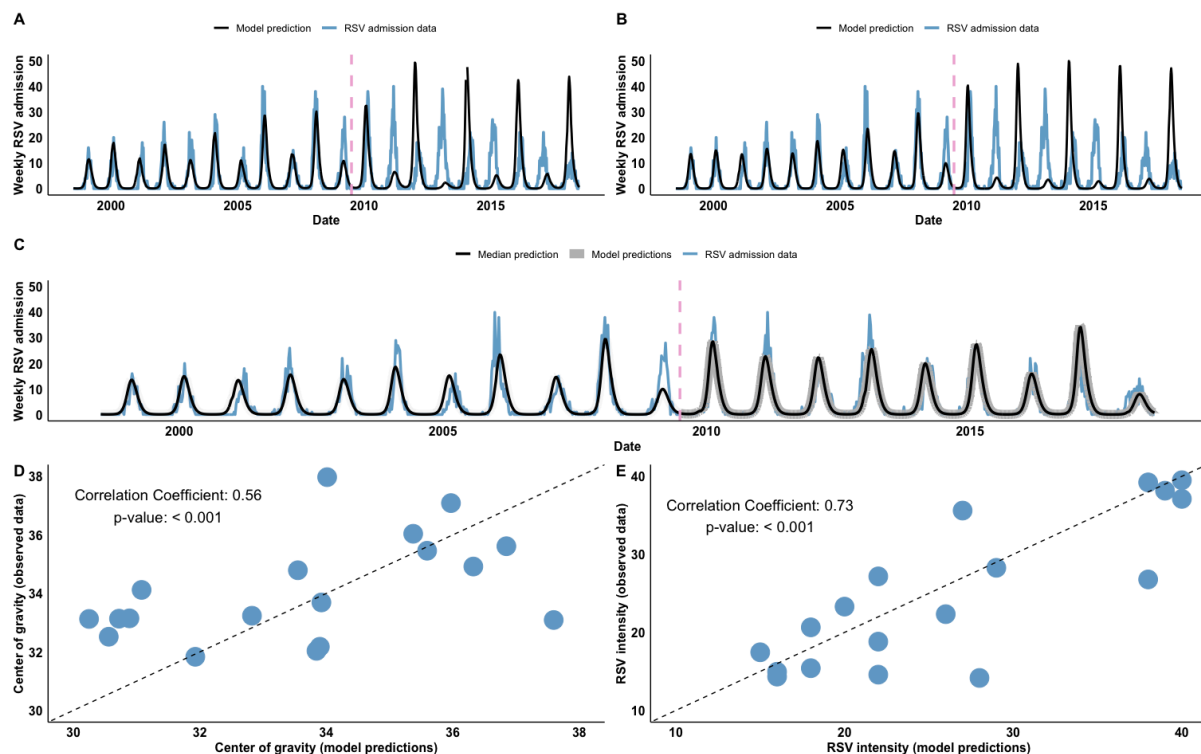 A
Model prediction
RSV admission data
Weekly RSV admission
50
40
30
20
10
0
2000
2005
2010
2015
Date
B
Model prediction
RSV admission data
Weekly RSV admission
50
40
30
20
10
0
2000
2005
2010
2015
Date
C
Median prediction
Model predictions
RSV admission data
Weekly RSV admission
50
40
30
20
10
0
2000
2005
2010
2015
Date
D
Correlation Coefficient: 0.56
p-value: < 0.001
Center of gravity (observed data)
38
36
34
32
30
30
32
34
36
38
Center of gravity (model predictions)
E
Correlation Coefficient: 0.73
p-value: < 0.001
RSV intensity (observed data)
40
30
20
10
10
20
30
40
RSV intensity (model predictions)